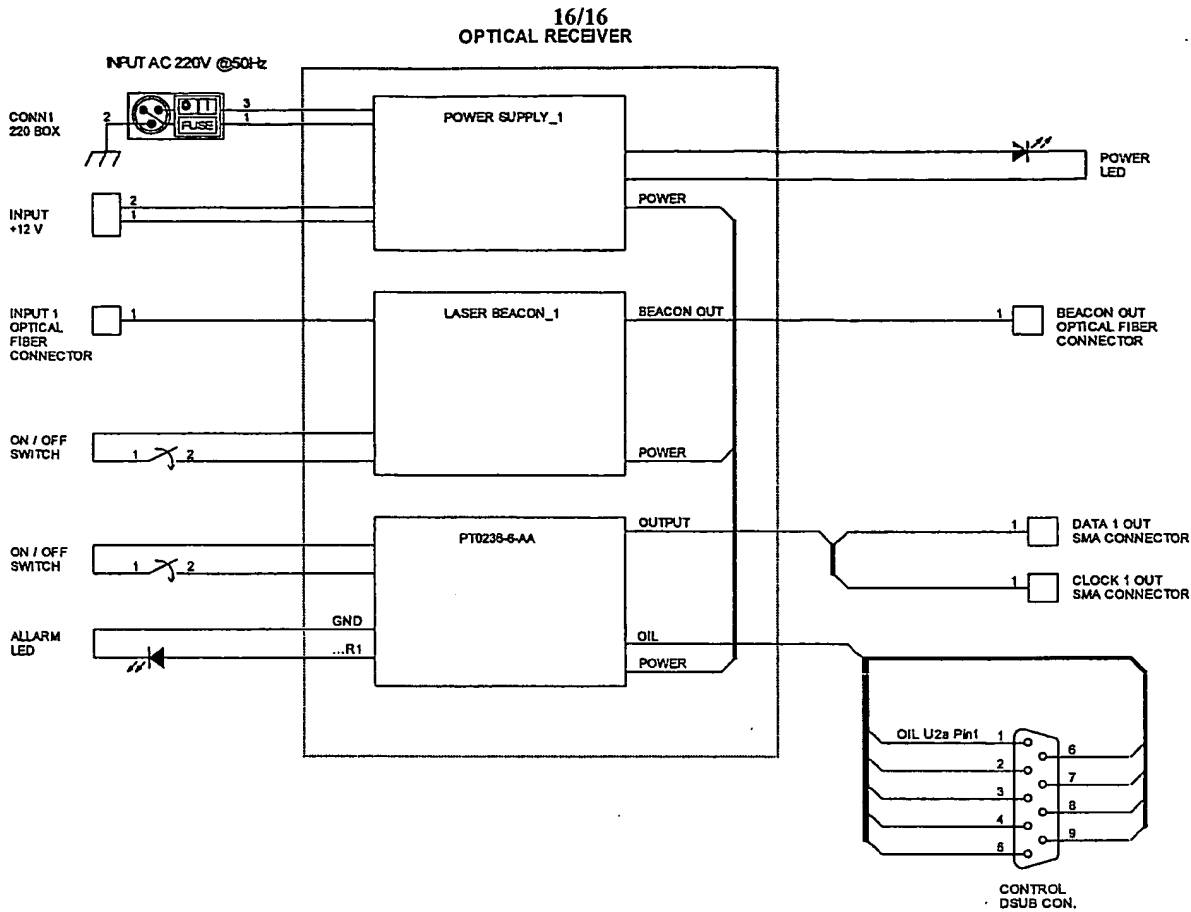 16/16
OPTICAL RECEIVER
INPUT AC 220V @50Hz
CONN1
220 BOX
2
FUSE
3
1
POWER SUPPLY_1
POWER
LED
INPUT
+12 V
2
1
POWER
INPUT 1
OPTICAL
FIBER
CONNECTOR
1
LASER BEACON_1
BEACON OUT
1
BEACON OUT
OPTICAL FIBER
CONNECTOR
ON / OFF
SWITCH
1
2
POWER
ON / OFF
SWITCH
1
2
PT0236-6-AA
OUTPUT
1
DATA 1 OUT
SMA CONNECTOR
1
CLOCK 1 OUT
SMA CONNECTOR
ALLARM
LED
GND
...R1
OIL
POWER
OIL U2a Pin1
1
2
3
4
5
6
7
8
9
CONTROL
DSUB CON.